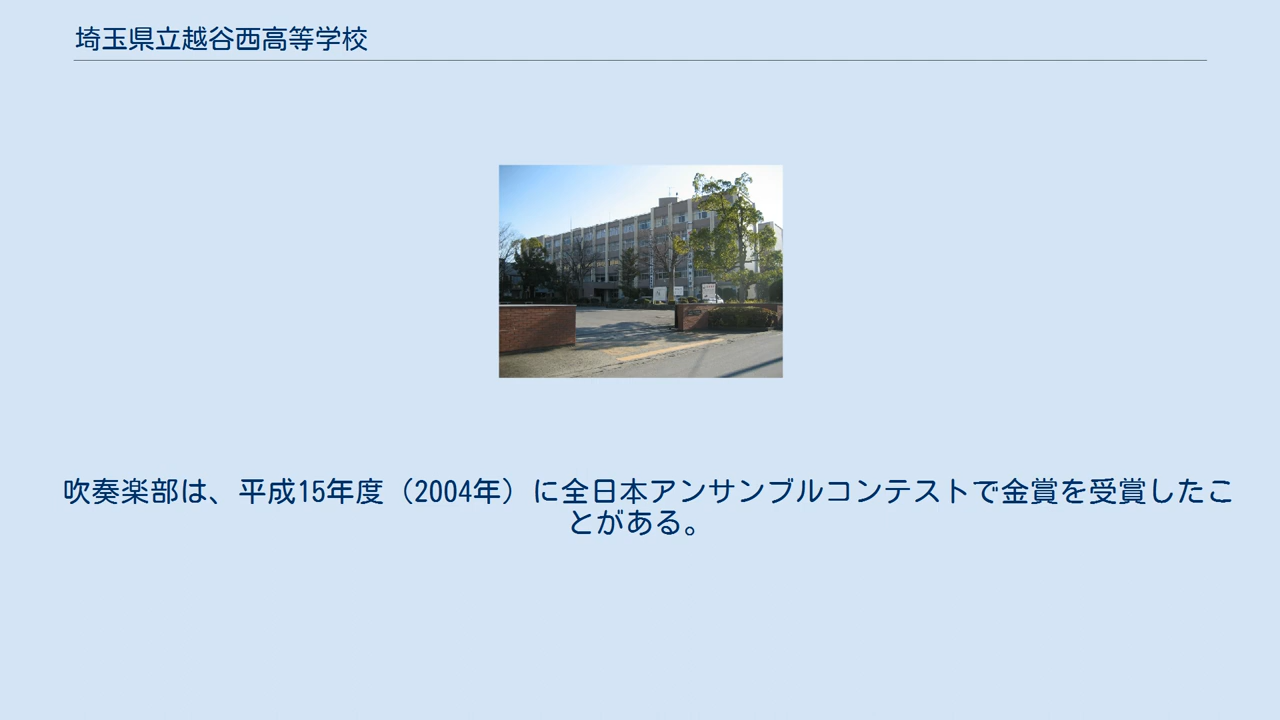 埼玉県立越谷西高等学校
吹奏楽部は、平成15年度（2004年）に全日本アンサンブルコンテストで金賞を受賞したこ
とがある。